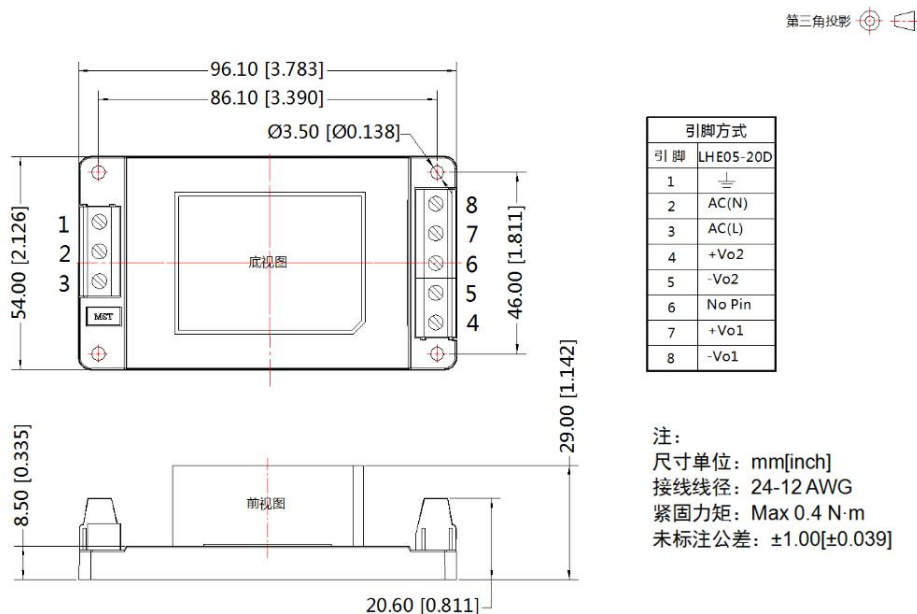 第三角投影
96.10 [3.783]
86.10 [3.390]
Ø3.50 [Ø0.138]
54.00 [2.126]
1
2
3
MST
底视图
8
7
6
5
4
46.00 [1.811]
引脚方式
引 脚 LHE05-20D
1
2 AC(N)
3 AC(L)
4 +Vo2
5 -Vo2
6 No Pin
7 +Vo1
8 -Vo1
8.50 [0.335]
前视图
29.00 [1.142]
20.60 [0.811]
注：
尺寸单位：mm[inch]
接线线径：24-12 AWG
紧固力矩：Max 0.4 N·m
未标注公差：±1.00[±0.039]